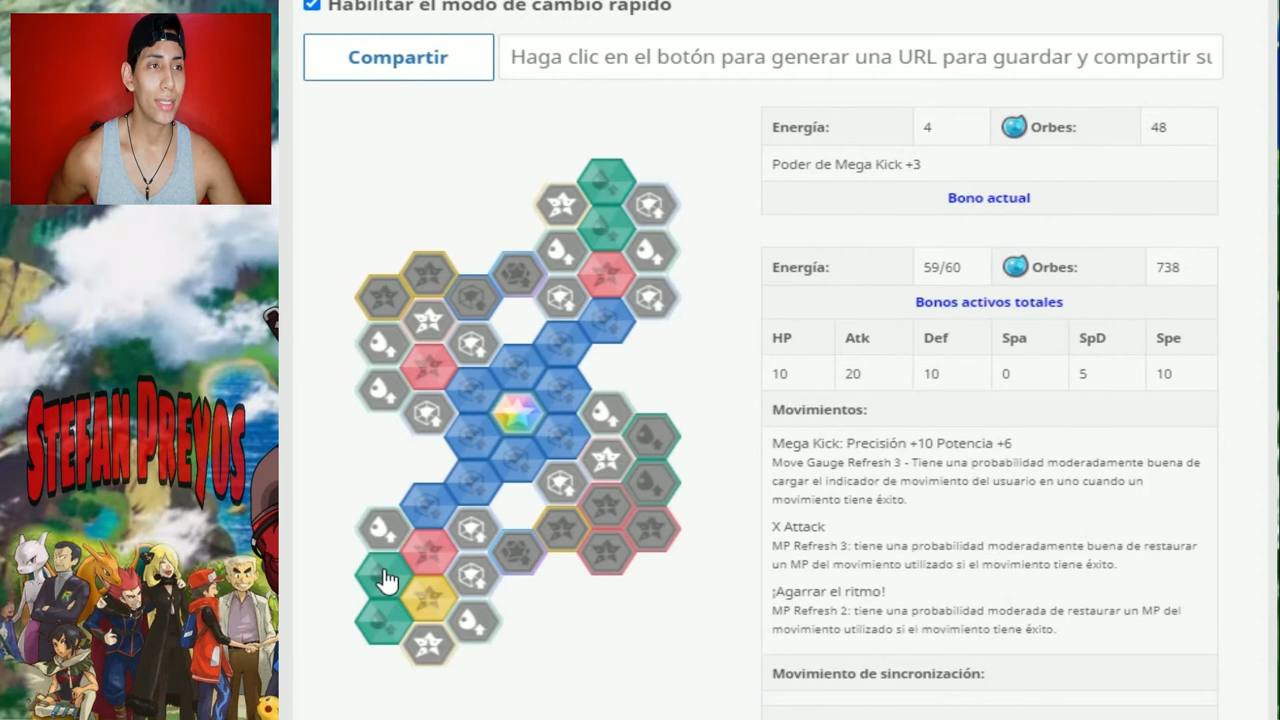 Habilitar el modo de cambio rápido
Compartir
Haga clic en el botón para generar una URL para guardar y compartir su
Energía: 4 Orbes: 48
Poder de Mega Kick +3
Bono actual
Energía: 59/60 Orbes: 738
Bonos activos totales
HP Atk Def Spa SpD Spe
10 20 10 0 5 10
Movimientos:
Mega Kick: Precisión +10 Potencia +6
Move Gauge Refresh 3 - Tiene una probabilidad moderadamente buena de
cargar el indicador de movimiento del usuario en uno cuando un
movimiento tiene éxito.
X Attack
MP Refresh 3: tiene una probabilidad moderadamente buena de restaurar
un MP del movimiento utilizado si el movimiento tiene éxito.
¡Agarrar el ritmo!
MP Refresh 2: tiene una probabilidad moderada de restaurar un MP del
movimiento utilizado si el movimiento tiene éxito.
Movimiento de sincronización:
STEFAN PREYOS